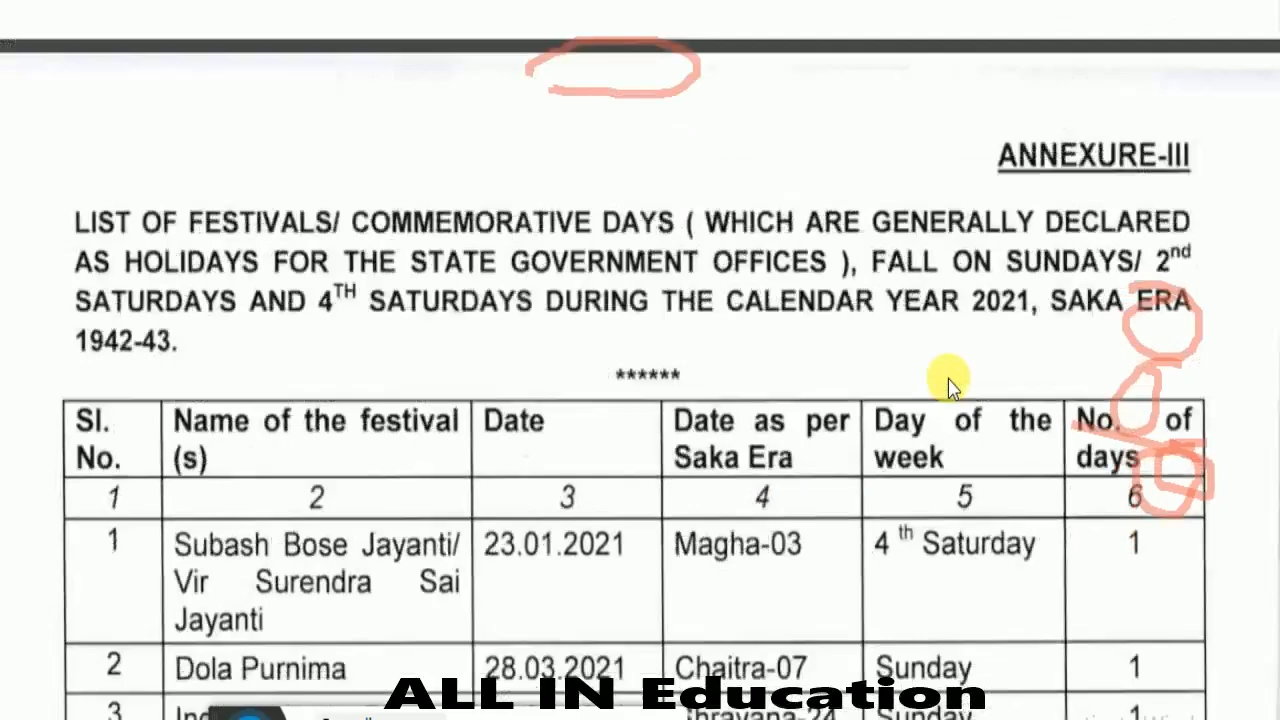 ANNEXURE-III
LIST OF FESTIVALS/ COMMEMORATIVE DAYS ( WHICH ARE GENERALLY DECLARED
AS HOLIDAYS FOR THE STATE GOVERNMENT OFFICES ), FALL ON SUNDAYS/ 2nd
SATURDAYS AND 4TH SATURDAYS DURING THE CALENDAR YEAR 2021, SAKA ERA
1942-43.
******
Sl. No. Name of the festival (s) Date Date as per Saka Era Day of the week No. of days
1 2 3 4 5 6
1 Subash Bose Jayanti/ Vir Surendra Sai Jayanti 23.01.2021 Magha-03 4 th Saturday 1
2 Dola Purnima 28.03.2021 Chaitra-07 Sunday 1
3 Sunday 1
ALL IN Education